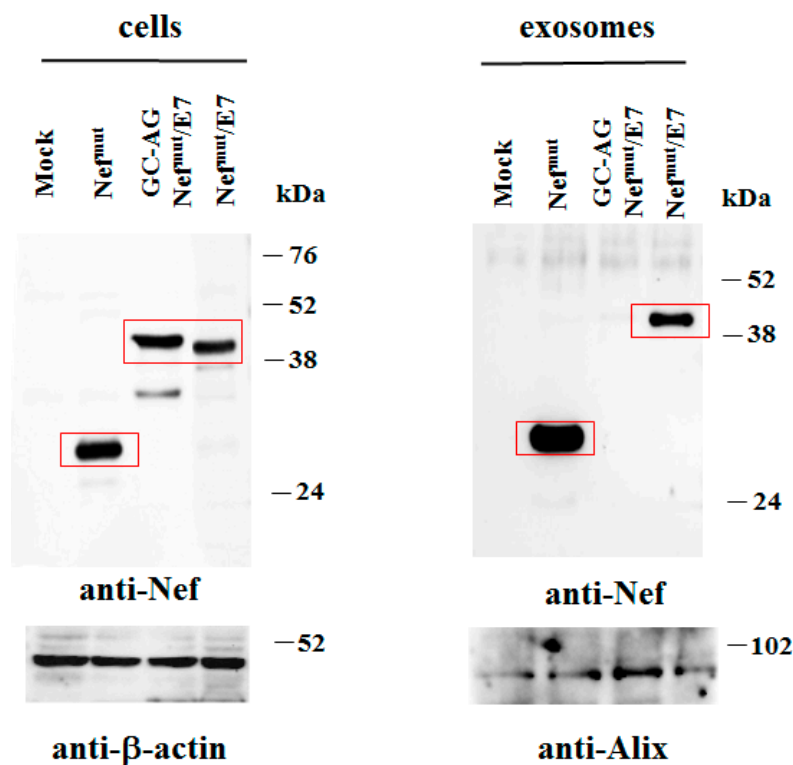 cells
Mock
Nefᵐᵘᵗ
GC-AG
Nefᵐᵘᵗ/E7
Nefᵐᵘᵗ/E7
kDa
76
52
38
24
anti-Nef
52
anti-β-actin
exosomes
Mock
Nefᵐᵘᵗ
GC-AG
Nefᵐᵘᵗ/E7
Nefᵐᵘᵗ/E7
kDa
52
38
24
anti-Nef
102
anti-Alix